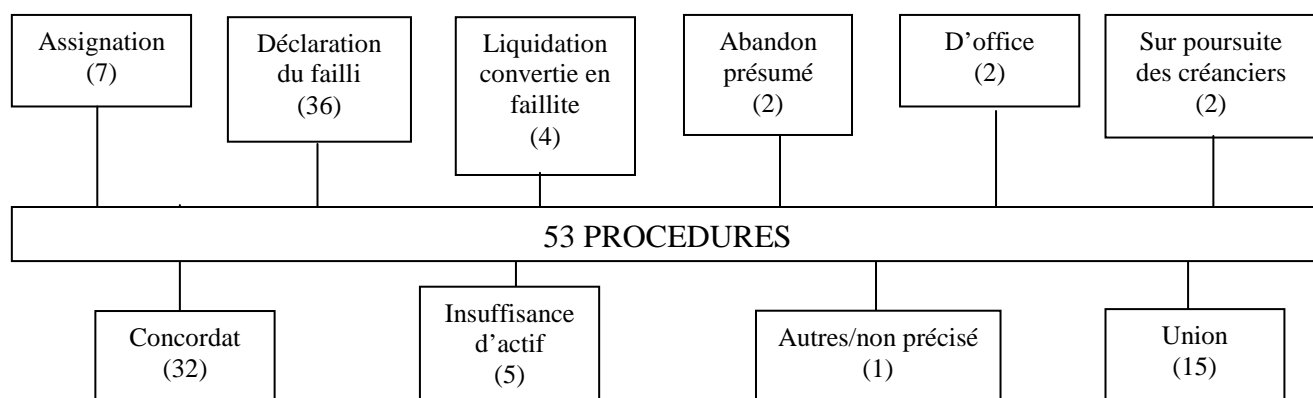 Assignation
(7)
Déclaration
du failli
(36)
Liquidation
convertie en
faillite
(4)
Abandon
présumé
(2)
D’office
(2)
Sur poursuite
des créanciers
(2)
53 PROCEDURES
Concordat
(32)
Insuffisance
d’actif
(5)
Autres/non précisé
(1)
Union
(15)